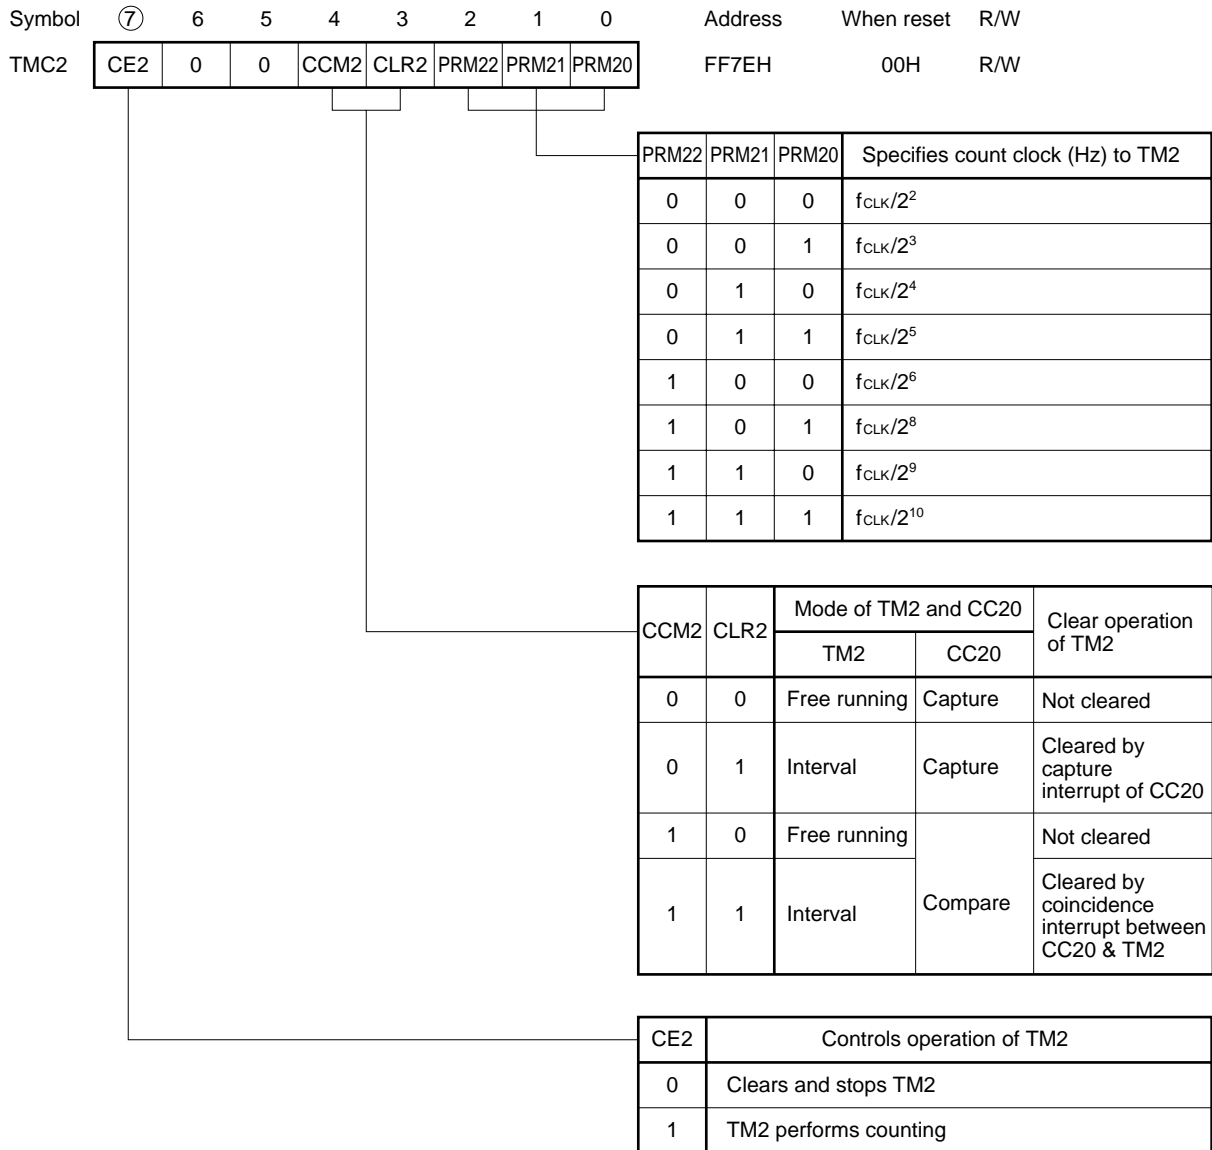 Symbol ⑦ 6 5 4 3 2 1 0 Address When reset R/W
TMC2 CE2 0 0 CCM2 CLR2 PRM22 PRM21 PRM20 FF7EH 00H R/W
PRM22 PRM21 PRM20 Specifies count clock (Hz) to TM2
0 0 0 fCLK/2²
0 0 1 fCLK/2³
0 1 0 fCLK/2⁴
0 1 1 fCLK/2⁵
1 0 0 fCLK/2⁶
1 0 1 fCLK/2⁸
1 1 0 fCLK/2⁹
1 1 1 fCLK/2¹⁰
CCM2 CLR2 Mode of TM2 and CC20 Clear operation
of TM2
TM2 CC20
0 0 Free running Capture Not cleared
0 1 Interval Capture Cleared by
capture
interrupt of CC20
1 0 Free running Compare Not cleared
1 1 Interval Cleared by
coincidence
interrupt between
CC20 & TM2
CE2 Controls operation of TM2
0 Clears and stops TM2
1 TM2 performs counting